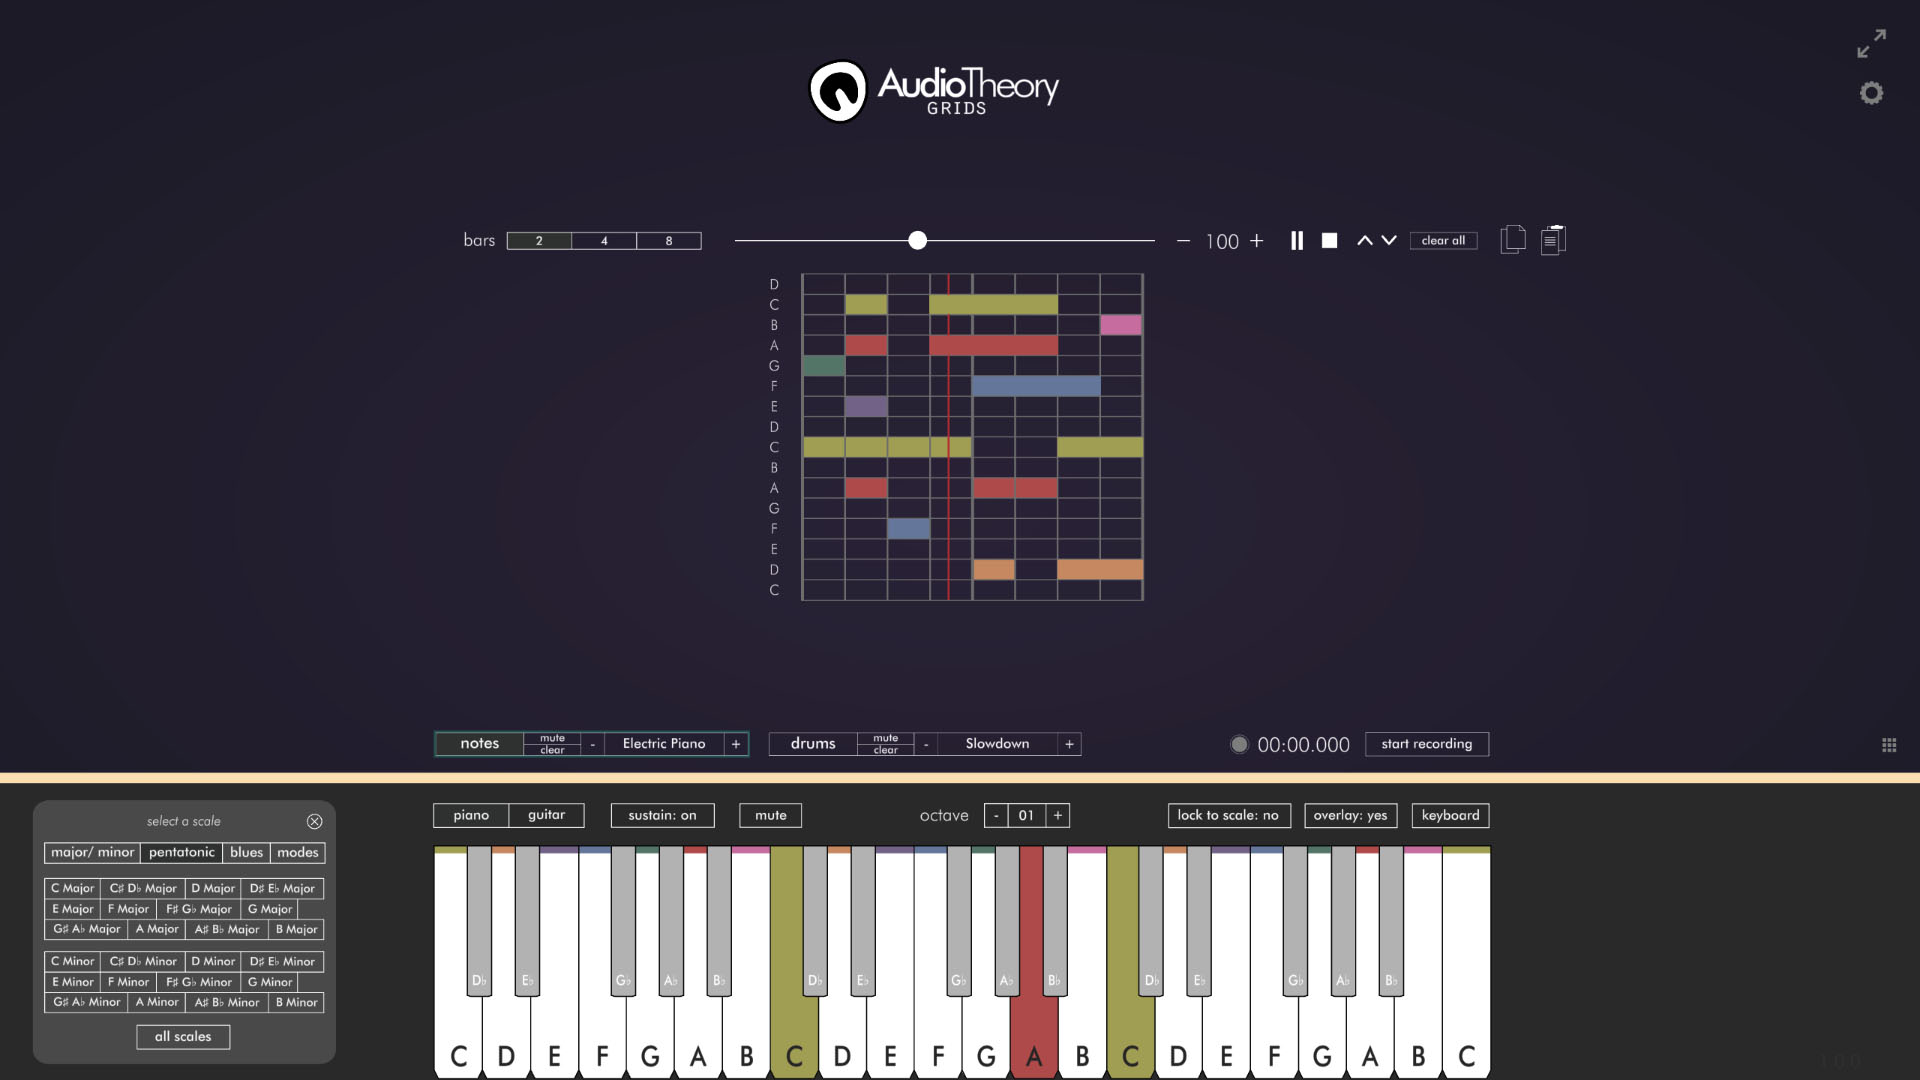 AudioTheory
GRIDS
bars 2 4 8 − 100 + clear all
D
C
B
A
G
F
E
D
C
B
A
G
F
E
D
C
notes mute clear - Electric Piano + drums mute clear - Slowdown + 00:00.000 start recording
select a scale
major/ minor pentatonic blues modes
C Major C♯ D♭ Major D Major D♯ E♭ Major
E Major F Major F♯ G♭ Major G Major
G♯ A♭ Major A Major A♯ B♭ Major B Major
C Minor C♯ D♭ Minor D Minor D♯ E♭ Minor
E Minor F Minor F♯ G♭ Minor G Minor
G♯ A♭ Minor A Minor A♯ B♭ Minor B Minor
all scales
piano guitar sustain: on mute octave - 01 + lock to scale: no overlay: yes keyboard
D♭ E♭ G♭ A♭ B♭ D♭ E♭ G♭ A♭ B♭ D♭ E♭ G♭ A♭ B♭
C D E F G A B C D E F G A B C D E F G A B C
1.0.0